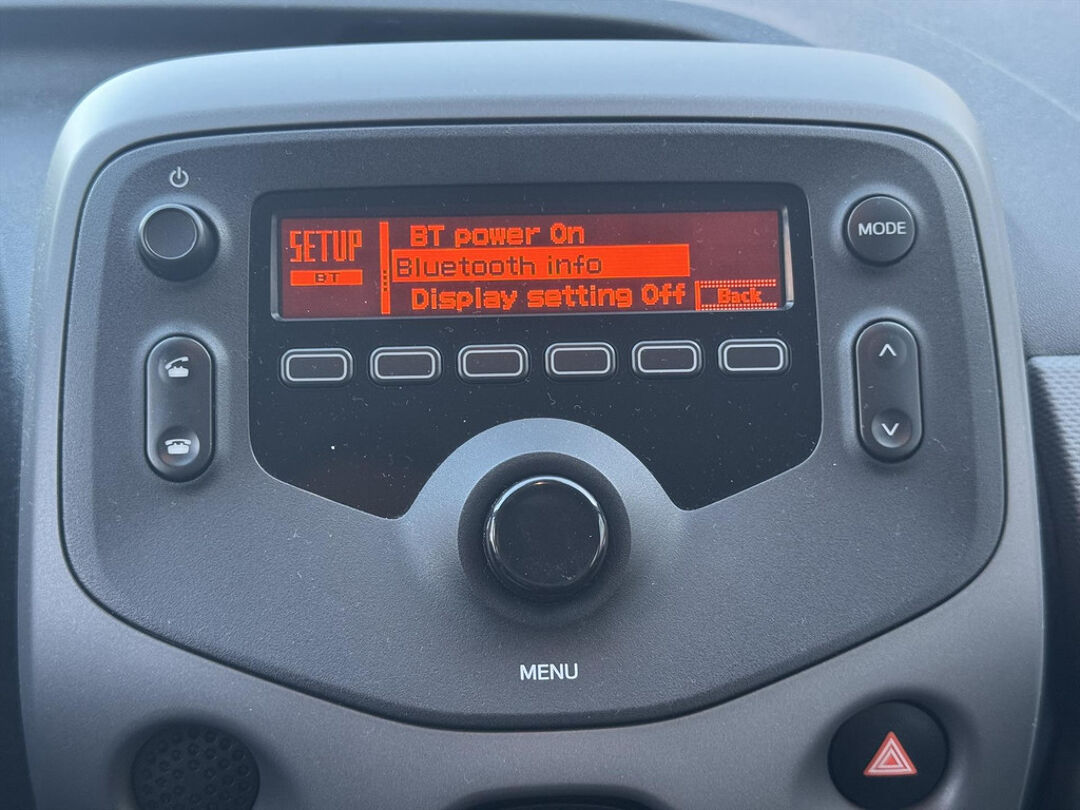 SETUP
BT
BT power On
Bluetooth info
Display setting Off
Back
MODE
MENU